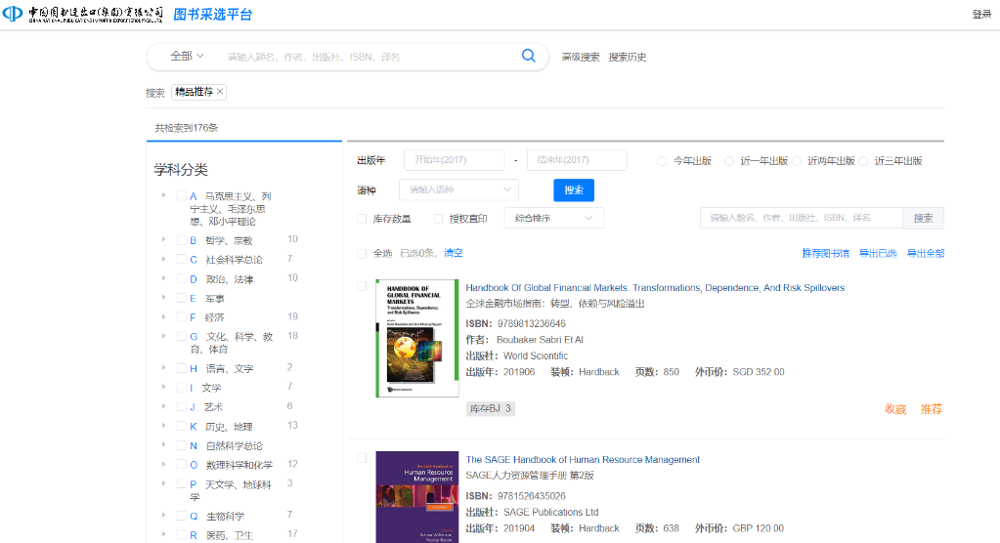 中国图书进出口(集团)有限公司
CHINA NATIONAL PUBLICATIONS IMPORT & EXPORT (GROUP) CO., LTD.
图书采选平台
登录
全部
请输入题名、作者、出版社、ISBN、译名
高级搜索 搜索历史
搜索 精品推荐 ×
共检索到176条
学科分类
A 马克思主义、列
宁主义、毛泽东思
想、邓小平理论
B 哲学、宗教 10
C 社会科学总论 7
D 政治、法律 10
E 军事
F 经济 19
G 文化、科学、教 18
育、体育
H 语言、文字 2
I 文学 7
J 艺术 6
K 历史、地理 13
N 自然科学总论
O 数理科学和化学 12
P 天文学、地球科 3
学
Q 生物科学 7
R 医药、卫生 17
出版年 开始年(2017) - 结束年(2017) 今年出版 近一年出版 近两年出版 近三年出版
语种 请输入语种 搜索
库存数量 授权直印 综合排序 请输入题名、作者、出版社、ISBN、译名 搜索
全选 已选0条, 清空 推荐图书馆 导出已选 导出全部
HANDBOOK OF
GLOBAL FINANCIAL
MARKETS
Transformations, Dependence,
and Risk Spillovers
World Scientific
Handbook Of Global Financial Markets: Transformations, Dependence, And Risk Spillovers
全球金融市场指南：转型、依赖与风险溢出
ISBN: 9789813236646
作者: Boubaker Sabri Et Al
出版社: World Scientific
出版年: 201906 装帧: Hardback 页数: 850 外币价: SGD 352.00
库存BJ 3
收藏 推荐
The SAGE Handbook of
Human Resource
Management
The SAGE Handbook of Human Resource Management
SAGE人力资源管理手册 第2版
ISBN: 9781526435026
出版社: SAGE Publications Ltd
出版年: 201904 装帧: Hardback 页数: 638 外币价: GBP 120.00